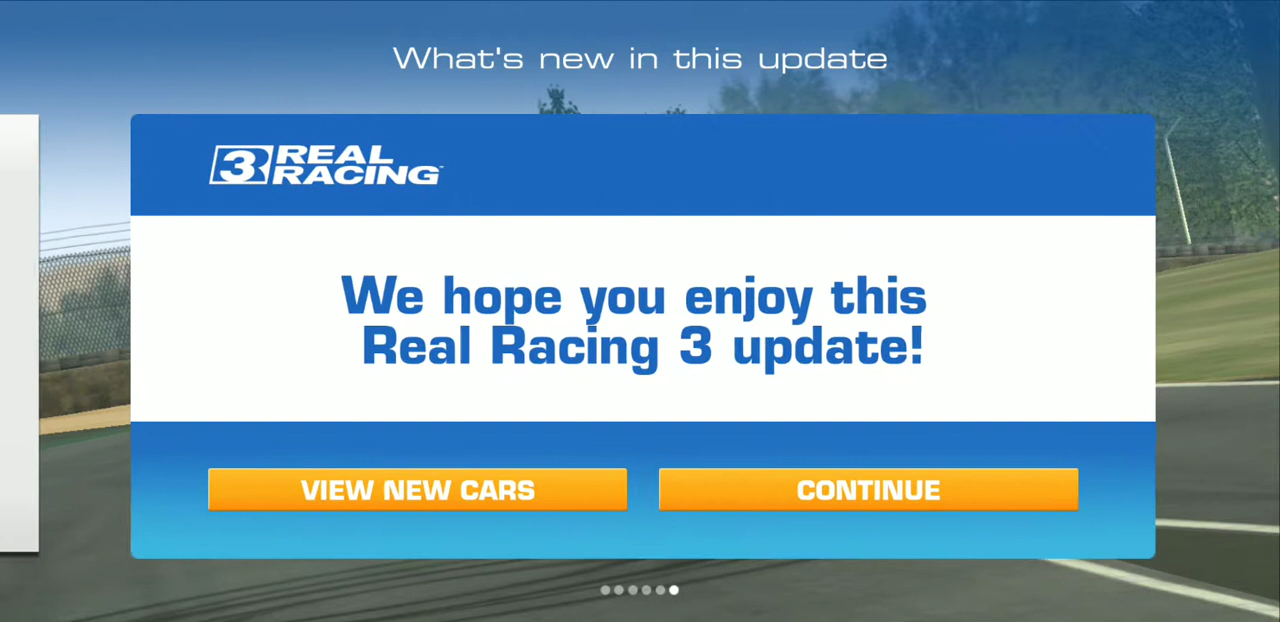 What's new in this update
3 REAL
RACING™
We hope you enjoy this
Real Racing 3 update!
VIEW NEW CARS
CONTINUE